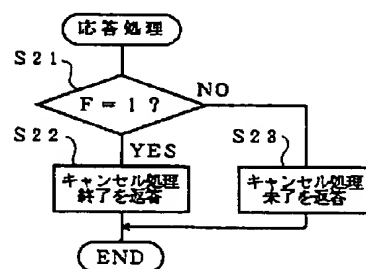 応答処理
S21
F=1?
NO
S22
YES
S23
キャンセル処理
終了を返答
キャンセル処理
未了を返答
END